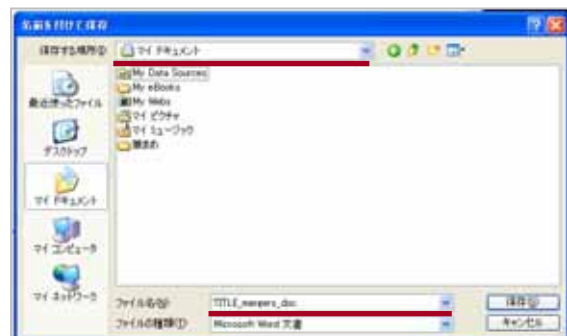 名前を付けて保存
保存する場所(I)
マイ ドキュメント
My Data Sources
My eBooks
My Webs
マイ ピクチャ
マイ ミュージック
最近使ったファイル
デスクトップ
マイ ドキュメント
マイ コンピュータ
マイ ネットワーク
ファイル名(N)
保存(S)
ファイルの種類(T)
Microsoft Word 文書
キャンセル